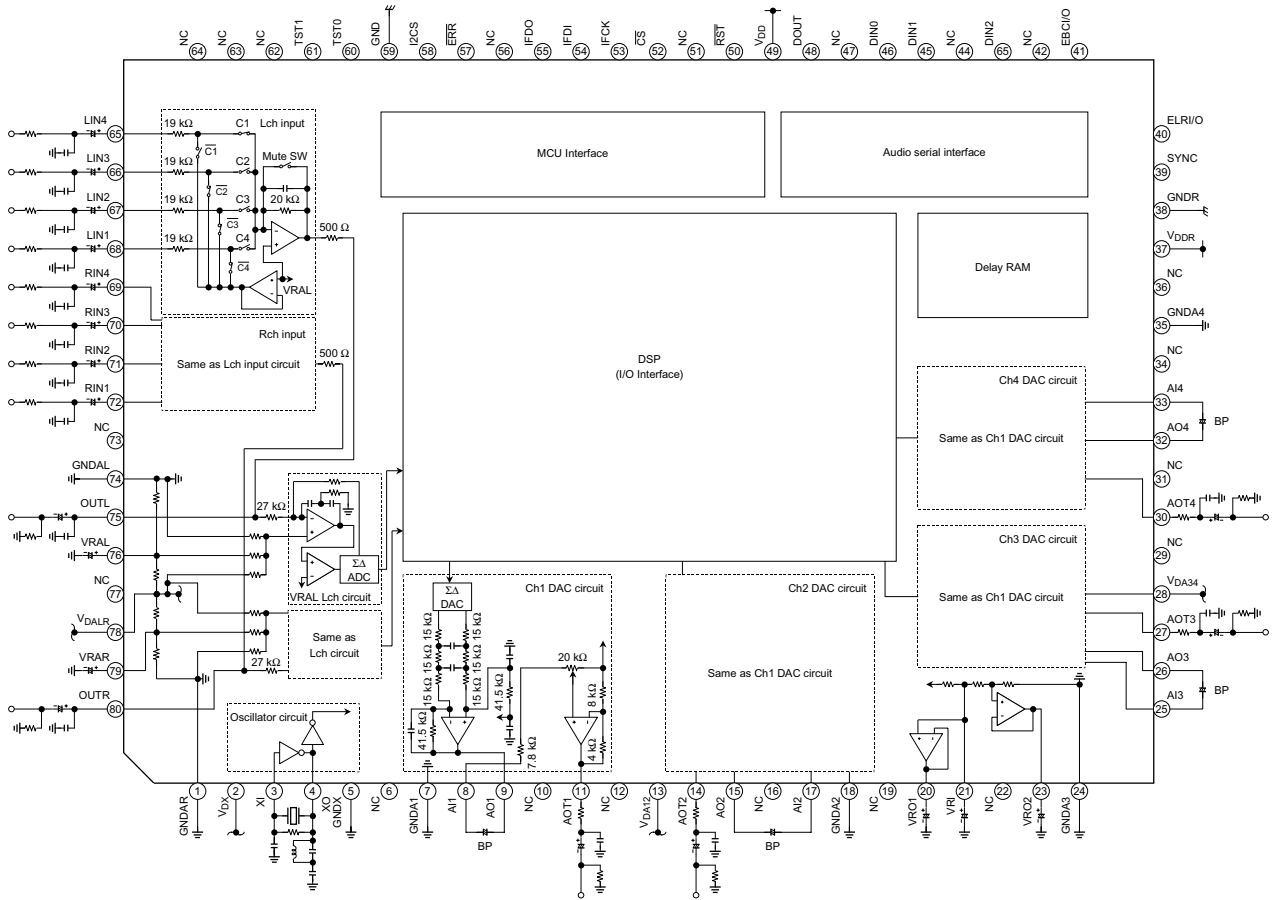 NC
64
NC
63
NC
62
TST1
61
TST0
60
GND
59
I2CS
58
ERR
57
NC
56
IFDO
55
IFDI
54
IFCK
53
CS
52
NC
51
RST
50
VDD
49
DOUT
48
NC
47
DIN0
46
DIN1
45
NC
44
DIN2
65
NC
42
EBCI/O
41
LIN4
65
LIN3
66
LIN2
67
LIN1
68
RIN4
69
RIN3
70
RIN2
71
RIN1
72
NC
73
GNDAL
74
OUTL
75
VRAL
76
NC
77
VDALR
78
VRAR
79
OUTR
80
19 kΩ
C1
Lch input
C1
Mute SW
19 kΩ
C2
C2
20 kΩ
19 kΩ
C3
C3
500 Ω
19 kΩ
C4
C4
VRAL
Rch input
Same as Lch input circuit
500 Ω
MCU Interface
Audio serial interface
Delay RAM
DSP
(I/O Interface)
27 kΩ
ΣΔ
ADC
VRAL Lch circuit
Same as
Lch circuit
27 kΩ
Oscillator circuit
Ch1 DAC circuit
ΣΔ
DAC
15 kΩ
15 kΩ
15 kΩ
15 kΩ
15 kΩ
15 kΩ
41.5 kΩ
41.5 kΩ
7.8 kΩ
20 kΩ
8 kΩ
4 kΩ
Ch2 DAC circuit
Same as Ch1 DAC circuit
Ch4 DAC circuit
Same as Ch1 DAC circuit
Ch3 DAC circuit
Same as Ch1 DAC circuit
ELRI/O
40
SYNC
39
GNDR
38
VDDR
37
NC
36
GNDA4
35
NC
34
AI4
33
BP
AO4
32
NC
31
AOT4
30
NC
29
VDA34
28
AOT3
27
AO3
26
BP
AI3
25
1
GNDAR
2
VDX
3
XI
4
XO
5
GNDX
6
NC
7
GNDA1
8
AI1
9
AO1
BP
10
NC
11
AOT1
12
NC
13
VDA12
14
AOT2
15
AO2
16
NC
17
AI2
BP
18
GNDA2
19
NC
20
VRO1
21
VRI
22
NC
23
VRO2
24
GNDA3